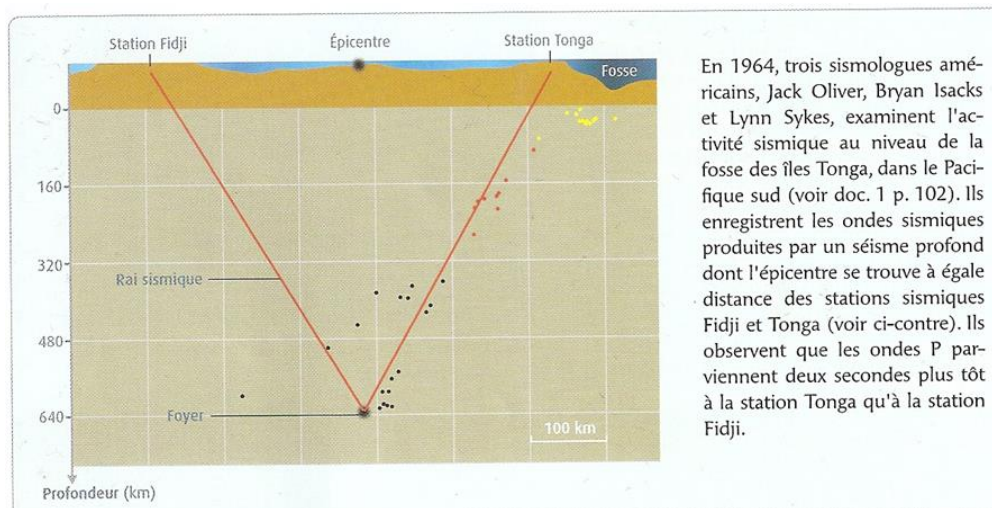 Station Fidji
Épicentre
Station Tonga
Fosse
0
160
320
480
640
Rai sismique
Foyer
100 km
Profondeur (km)
En 1964, trois sismologues amé-
ricains, Jack Oliver, Bryan Isacks
et Lynn Sykes, examinent l'ac-
tivité sismique au niveau de la
fosse des îles Tonga, dans le Paci-
fique sud (voir doc. 1 p. 102). Ils
enregistrent les ondes sismiques
produites par un séisme profond
dont l'épicentre se trouve à égale
distance des stations sismiques
Fidji et Tonga (voir ci-contre). Ils
observent que les ondes P par-
viennent deux secondes plus tôt
à la station Tonga qu'à la station
Fidji.